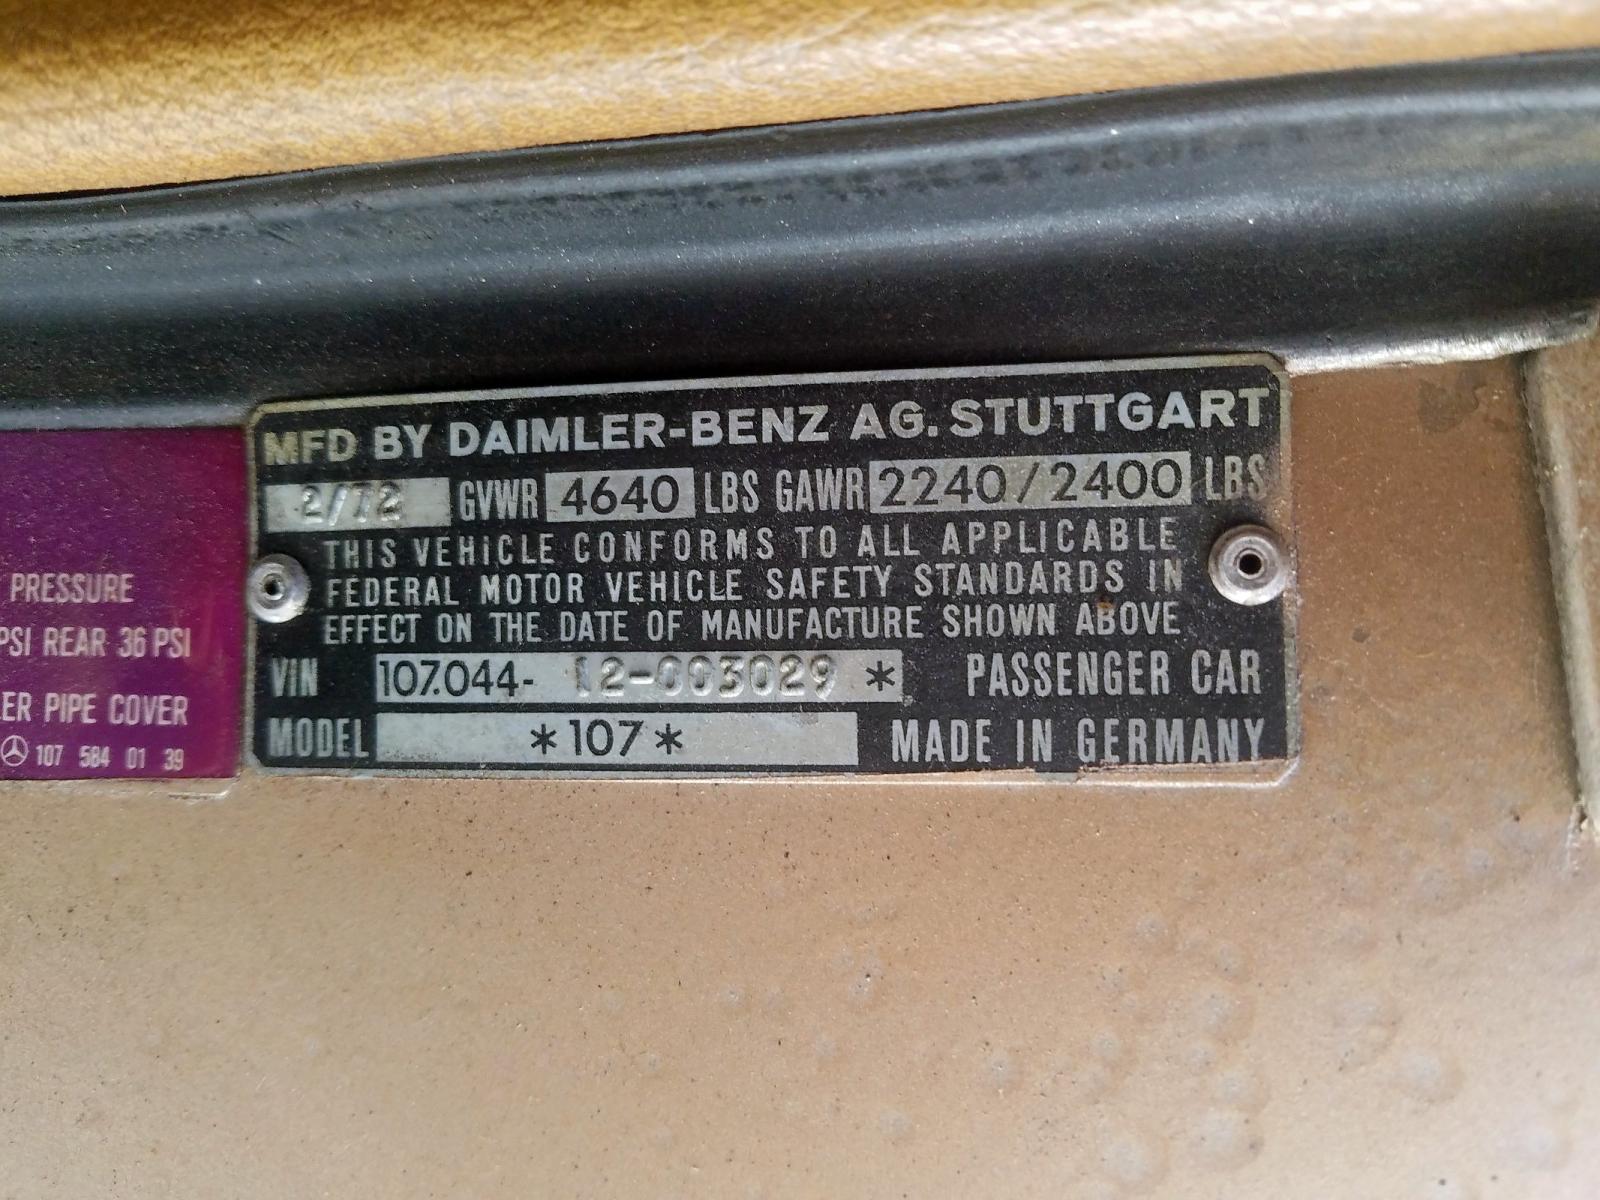 MFD BY DAIMLER-BENZ AG. STUTTGART
2/72 GVWR 4640 LBS GAWR 2240/2400 LBS
THIS VEHICLE CONFORMS TO ALL APPLICABLE
FEDERAL MOTOR VEHICLE SAFETY STANDARDS IN
EFFECT ON THE DATE OF MANUFACTURE SHOWN ABOVE
VIN 107.044- 12-003029 * PASSENGER CAR
MODEL *107* MADE IN GERMANY
PRESSURE
PSI REAR 36 PSI
ER PIPE COVER
107 584 01 39